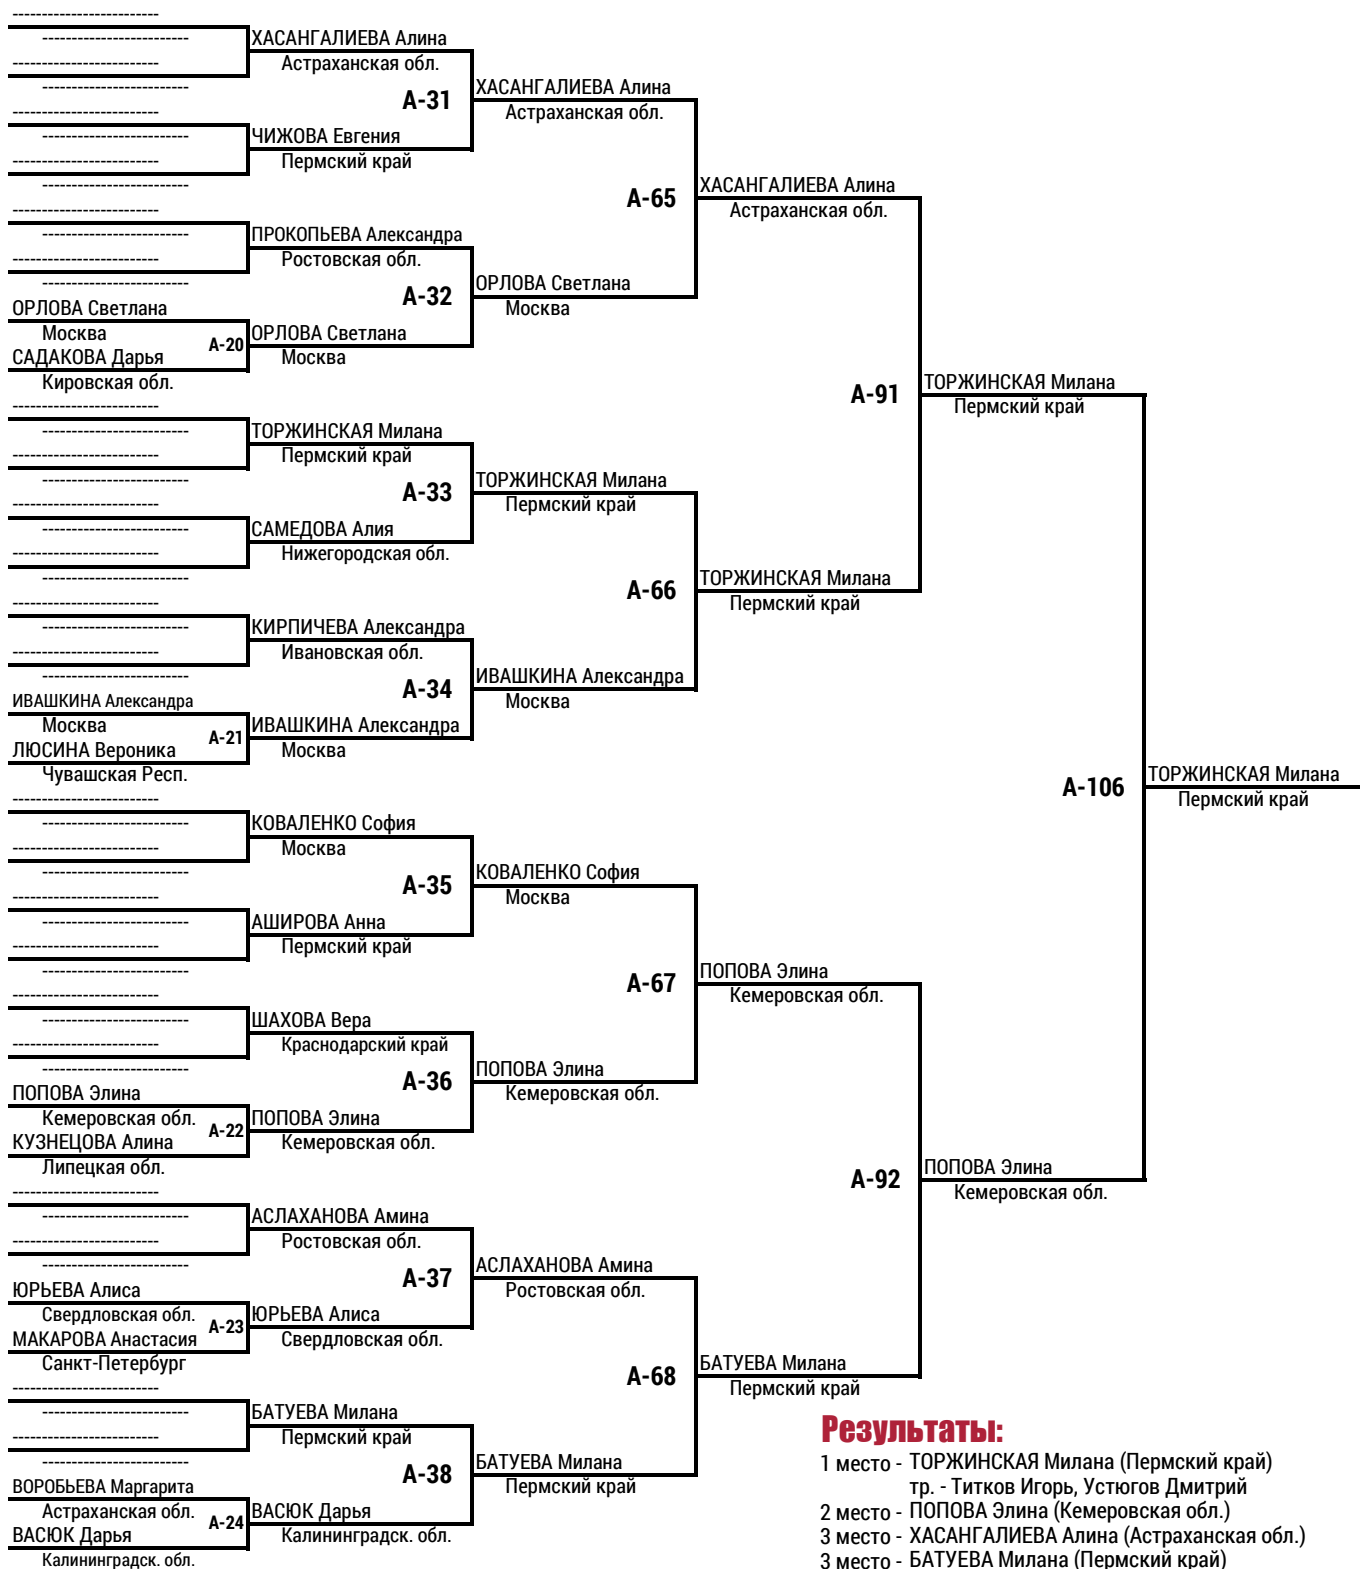 ХАСАНГАЛИЕВА Алина
Астраханская обл.
А-31
ЧИЖОВА Евгения
Пермский край
ХАСАНГАЛИЕВА Алина
Астраханская обл.
А-65
ПРОКОПЬЕВА Александра
Ростовская обл.
А-32
ОРЛОВА Светлана
Москва
САДАКОВА Дарья
Кировская обл.
А-20
ОРЛОВА Светлана
Москва
ОРЛОВА Светлана
Москва
ХАСАНГАЛИЕВА Алина
Астраханская обл.
А-91
ТОРЖИНСКАЯ Милана
Пермский край
А-33
САМЕДОВА Алия
Нижегородская обл.
ТОРЖИНСКАЯ Милана
Пермский край
А-66
КИРПИЧЕВА Александра
Ивановская обл.
А-34
ИВАШКИНА Александра
Москва
ЛЮСИНА Вероника
Чувашская Респ.
А-21
ИВАШКИНА Александра
Москва
ИВАШКИНА Александра
Москва
ТОРЖИНСКАЯ Милана
Пермский край
ТОРЖИНСКАЯ Милана
Пермский край
А-106
ТОРЖИНСКАЯ Милана
Пермский край
КОВАЛЕНКО София
Москва
А-35
АШИРОВА Анна
Пермский край
КОВАЛЕНКО София
Москва
А-67
ШАХОВА Вера
Краснодарский край
А-36
ПОПОВА Элина
Кемеровская обл.
КУЗНЕЦОВА Алина
Липецкая обл.
А-22
ПОПОВА Элина
Кемеровская обл.
ПОПОВА Элина
Кемеровская обл.
ПОПОВА Элина
Кемеровская обл.
А-92
ПОПОВА Элина
Кемеровская обл.
АСЛАХАНОВА Амина
Ростовская обл.
А-37
ЮРЬЕВА Алиса
Свердловская обл.
МАКАРОВА Анастасия
Санкт-Петербург
А-23
ЮРЬЕВА Алиса
Свердловская обл.
АСЛАХАНОВА Амина
Ростовская обл.
А-68
БАТУЕВА Милана
Пермский край
БАТУЕВА Милана
Пермский край
А-38
ВОРОБЬЕВА Маргарита
Астраханская обл.
ВАСЮК Дарья
Калининградск. обл.
А-24
ВАСЮК Дарья
Калининградск. обл.
БАТУЕВА Милана
Пермский край
Результаты:
1 место - ТОРЖИНСКАЯ Милана (Пермский край)
тр. - Титков Игорь, Устюгов Дмитрий
2 место - ПОПОВА Элина (Кемеровская обл.)
3 место - ХАСАНГАЛИЕВА Алина (Астраханская обл.)
3 место - БАТУЕВА Милана (Пермский край)